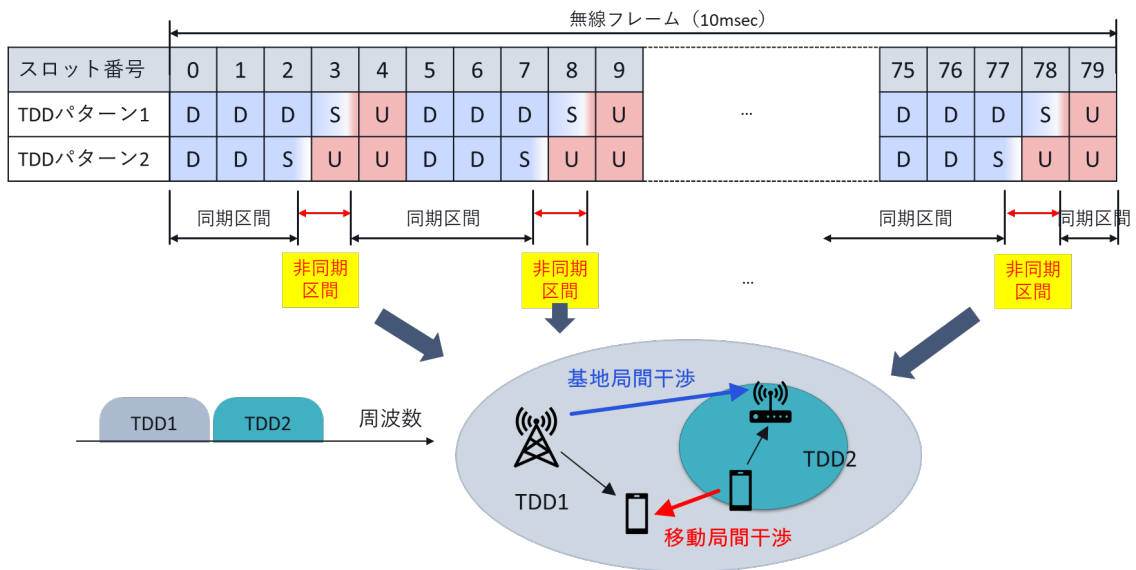 無線フレーム（10msec）
スロット番号 0 1 2 3 4 5 6 7 8 9 75 76 77 78 79
TDDパターン1 D D D S U D D D S U ... D D D S U
TDDパターン2 D D S U U D D S U U D D S U U
同期区間 同期区間 同期区間 同期区間
非同期 非同期 非同期
区間 区間 ... 区間
基地局間干渉
TDD1 TDD2 周波数
TDD2
TDD1
移動局間干渉